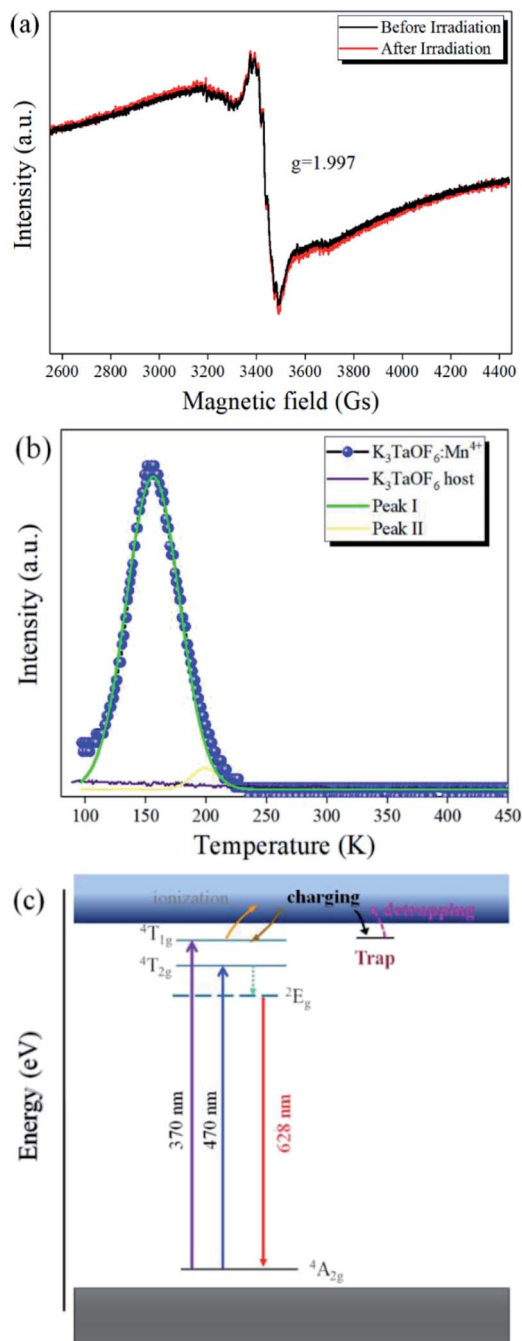 (a)
Before Irradiation
After Irradiation
g=1.997
Intensity (a.u.)
2600 2800 3000 3200 3400 3600 3800 4000 4200 4400
Magnetic field (Gs)
(b)
K₃TaOF₆:Mn⁴⁺
K₃TaOF₆ host
Peak I
Peak II
Intensity (a.u.)
100 150 200 250 300 350 400 450
Temperature (K)
(c)
ionization
charging
detrapping
⁴T₁g
Trap
⁴T₂g
²Eg
370 nm
470 nm
628 nm
Energy (eV)
⁴A₂g